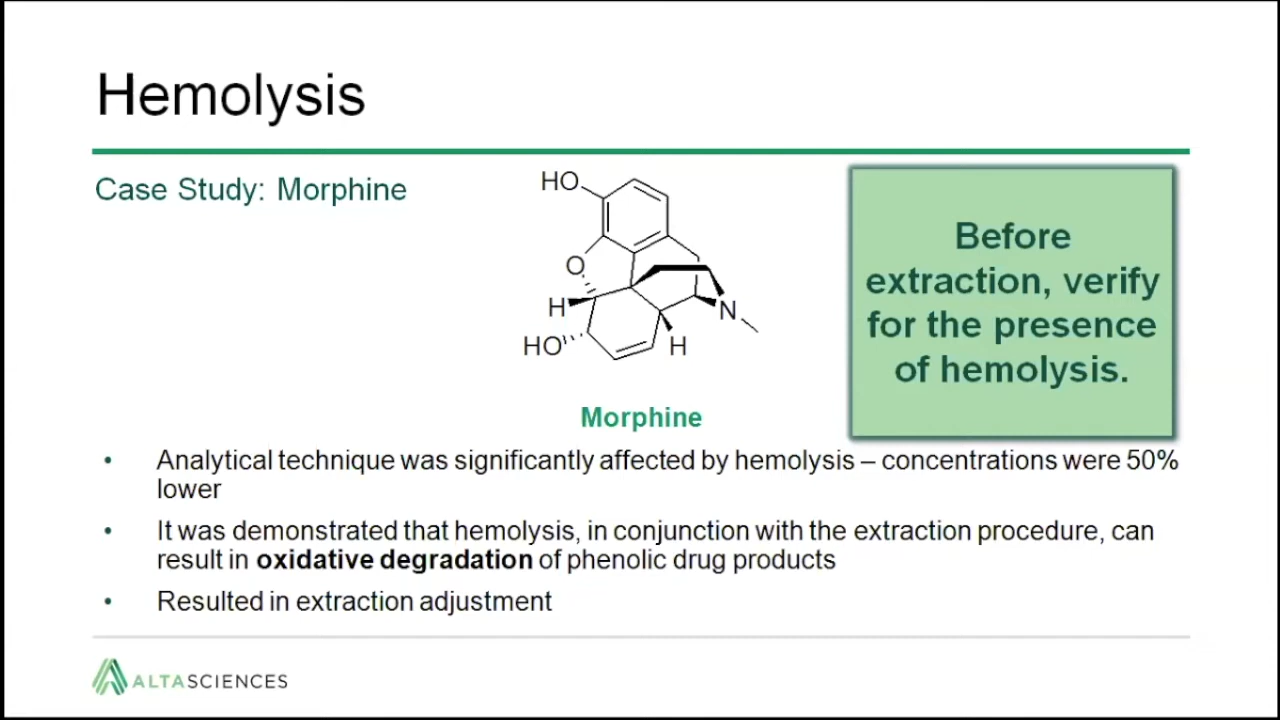 Hemolysis
Case Study: Morphine
HO
O
H
HO
H
N
Morphine
Before
extraction, verify
for the presence
of hemolysis.
• Analytical technique was significantly affected by hemolysis – concentrations were 50%
lower
• It was demonstrated that hemolysis, in conjunction with the extraction procedure, can
result in oxidative degradation of phenolic drug products
• Resulted in extraction adjustment
ALTASCIENCES